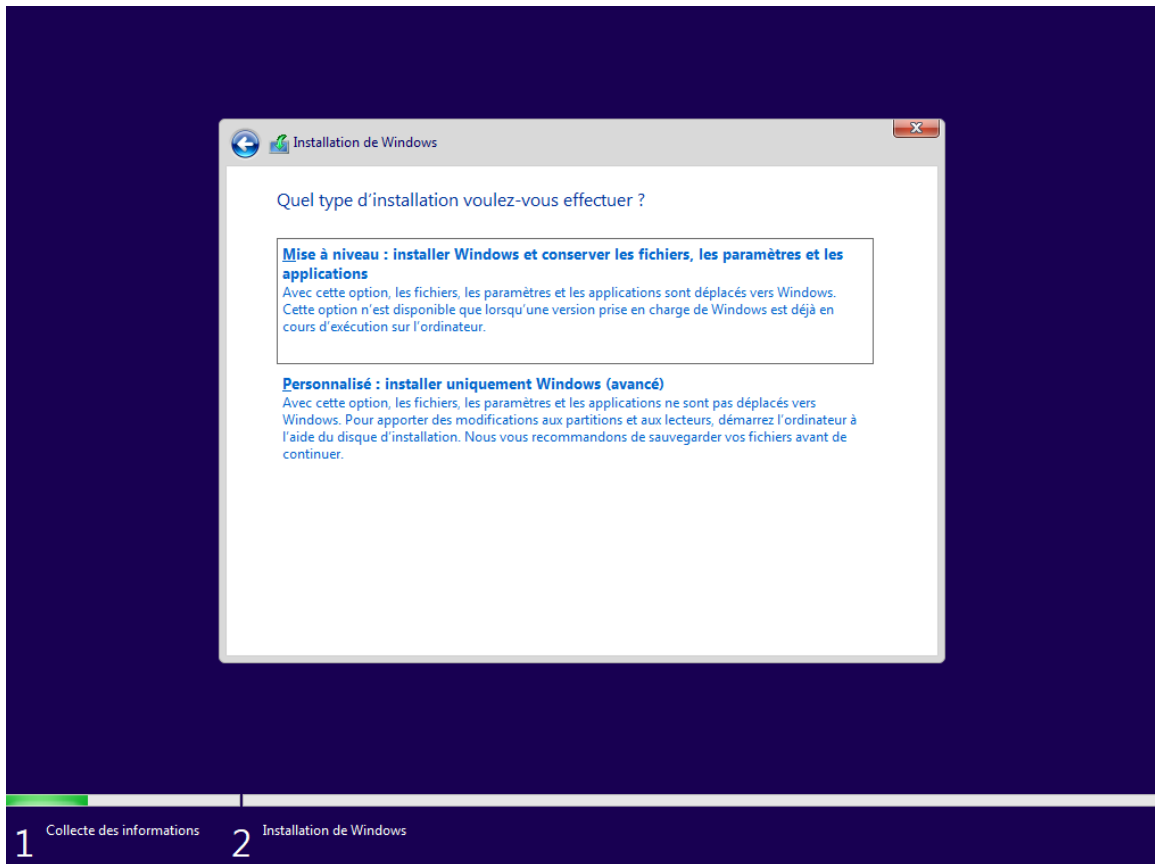 Installation de Windows
X
Quel type d'installation voulez-vous effectuer ?
Mise à niveau : installer Windows et conserver les fichiers, les paramètres et les
applications
Avec cette option, les fichiers, les paramètres et les applications sont déplacés vers Windows.
Cette option n'est disponible que lorsqu'une version prise en charge de Windows est déjà en
cours d'exécution sur l'ordinateur.
Personnalisé : installer uniquement Windows (avancé)
Avec cette option, les fichiers, les paramètres et les applications ne sont pas déplacés vers
Windows. Pour apporter des modifications aux partitions et aux lecteurs, démarrez l'ordinateur à
l'aide du disque d'installation. Nous vous recommandons de sauvegarder vos fichiers avant de
continuer.
1 Collecte des informations 2 Installation de Windows